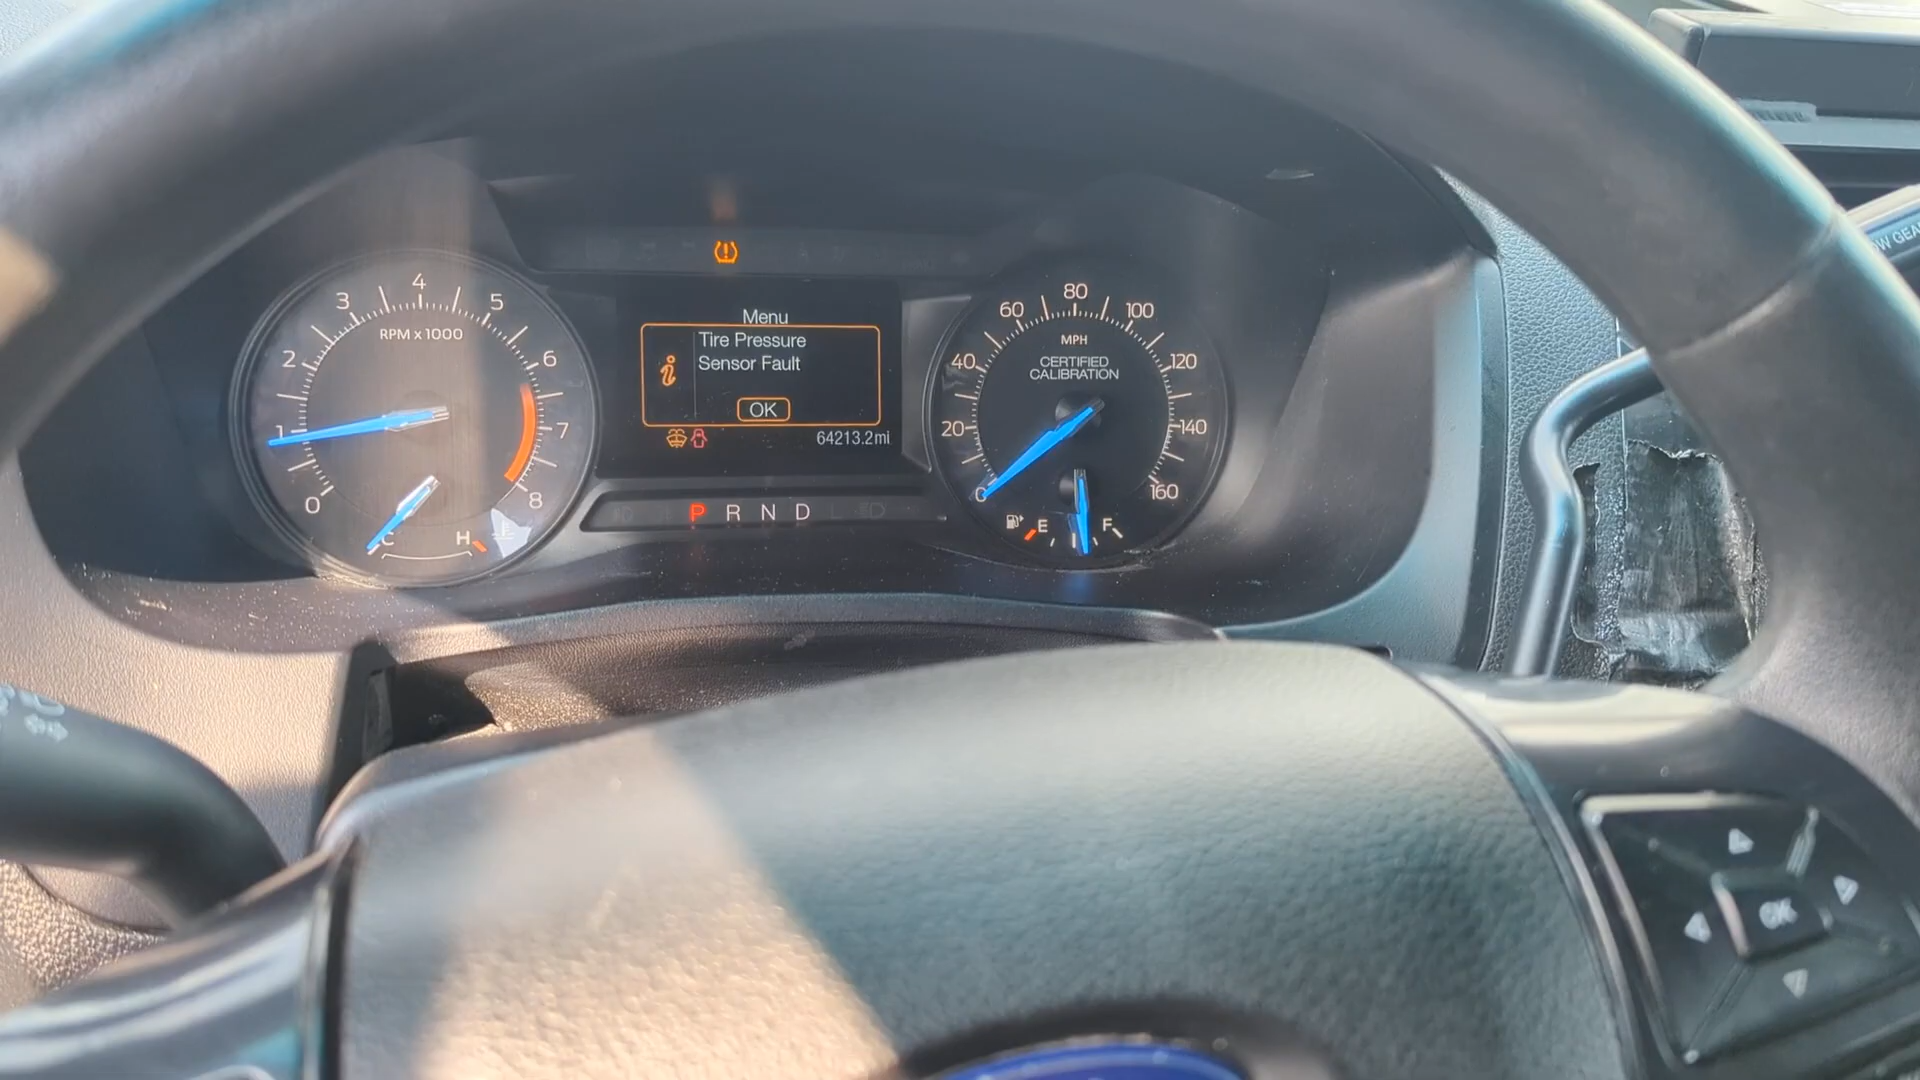 4
3
5
RPM x 1000
2
6
1
7
0
8
C
H
Menu
Tire Pressure
Sensor Fault
OK
64213.2mi
P R N D
80
60
100
MPH
40
CERTIFIED
CALIBRATION
120
20
140
0
160
E
F
OK